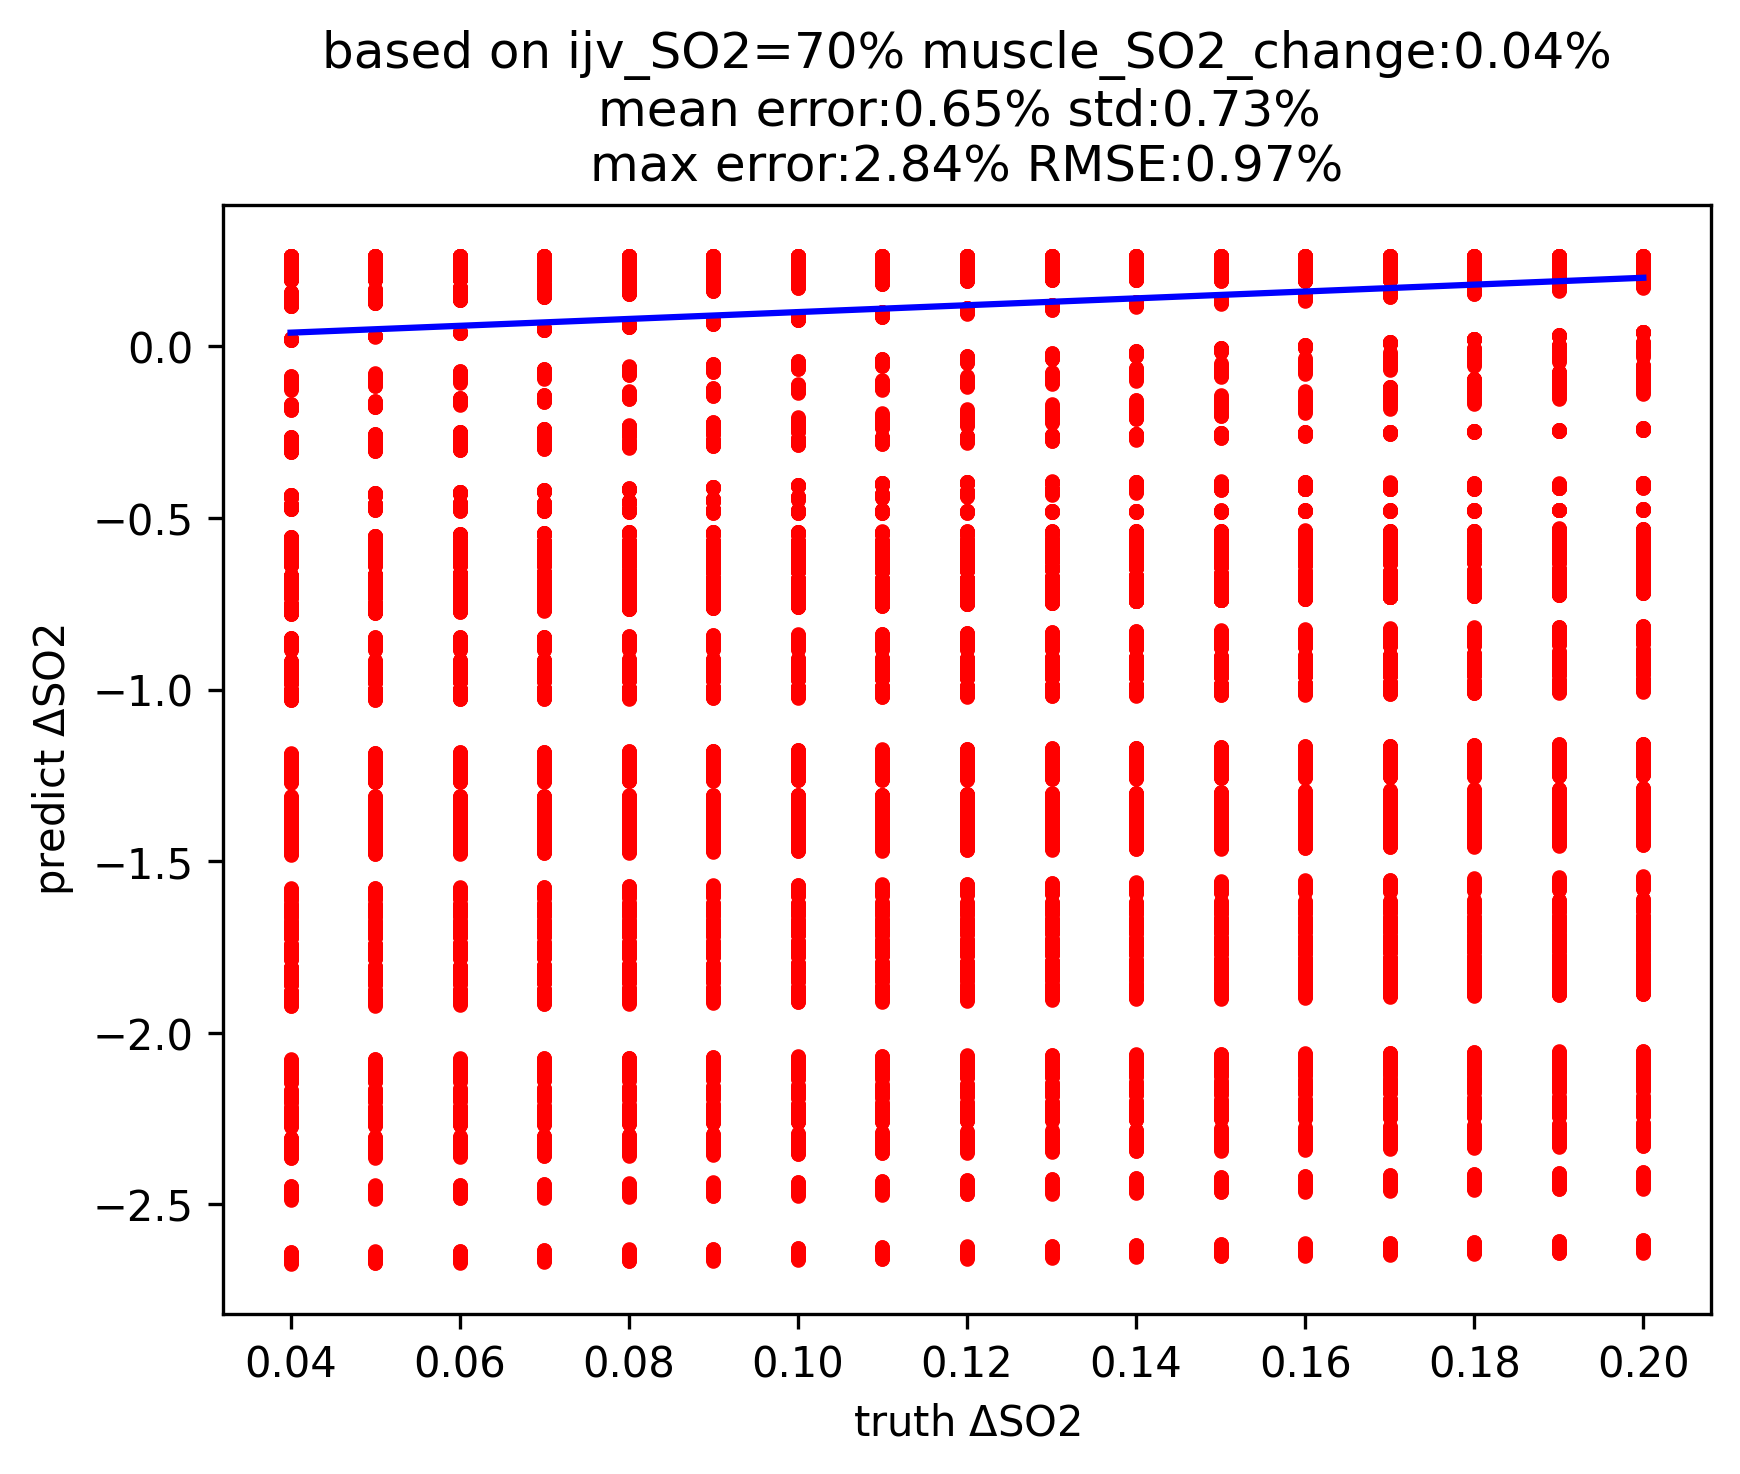 based on ijv_SO2=70% muscle_SO2_change:0.04%
mean error:0.65% std:0.73%
max error:2.84% RMSE:0.97%
predict ΔSO2
0.0
−0.5
−1.0
−1.5
−2.0
−2.5
0.04 0.06 0.08 0.10 0.12 0.14 0.16 0.18 0.20
truth ΔSO2